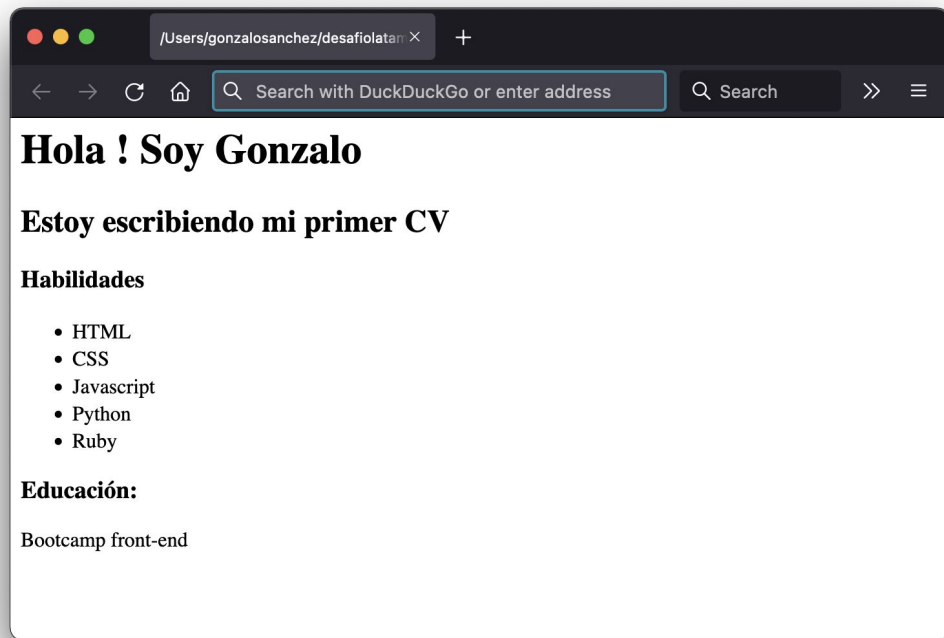 /Users/gonzalosanchez/desafiolatam
Search with DuckDuckGo or enter address
Search
Hola ! Soy Gonzalo
Estoy escribiendo mi primer CV
Habilidades
HTML
CSS
Javascript
Python
Ruby
Educación:
Bootcamp front-end